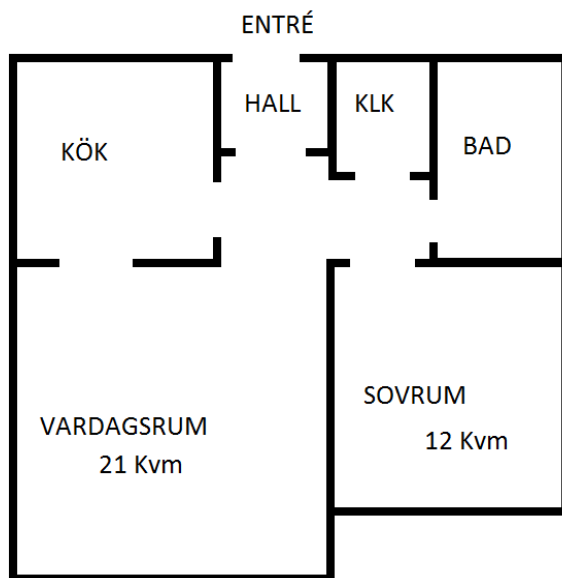 ENTRÉ
HALL
KLK
KÖK
BAD
VARDAGSRUM
21 Kvm
SOVRUM
12 Kvm